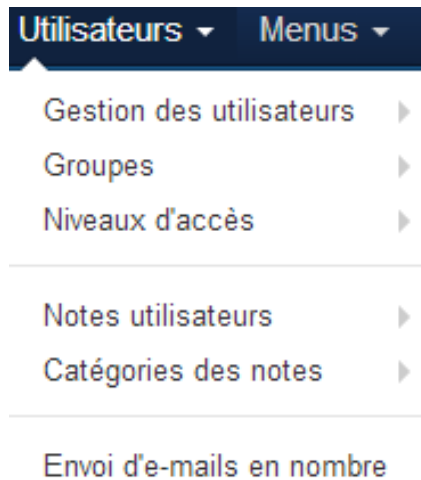 Utilisateurs Menus
Gestion des utilisateurs
Groupes
Niveaux d'accès
Notes utilisateurs
Catégories des notes
Envoi d'e-mails en nombre